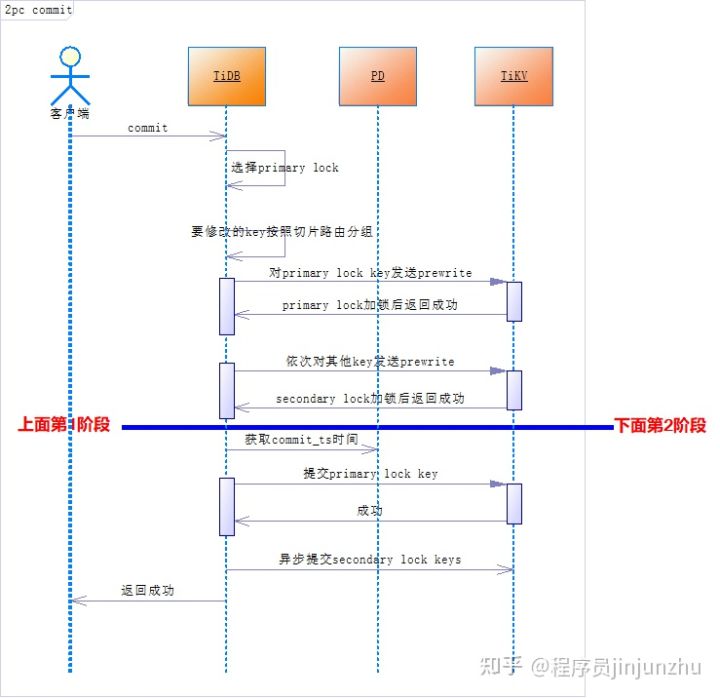 2pc commit
TiDB
PD
TiKV
客户端
commit
选择primary lock
要修改的key按照切片路由分组
对primary lock key发送prewrite
primary lock加锁后返回成功
依次对其他key发送prewrite
secondary lock加锁后返回成功
上面第1阶段
下面第2阶段
获取commit_ts时间
提交primary lock key
成功
异步提交secondary lock keys
返回成功
知乎 @程序员jinjunzhu